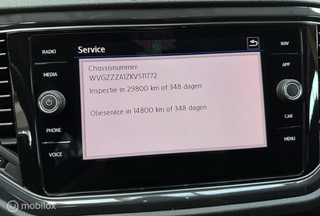 Service
RADIO
MEDIA
PHONE
VOICE
Chassisnummer:
WVGZZZA1ZKV511772
Inspectie in 29800 km of 348 dagen
Olieservice in 14800 km of 348 dagen
NAV
APP
CAR
MENU
mobilox